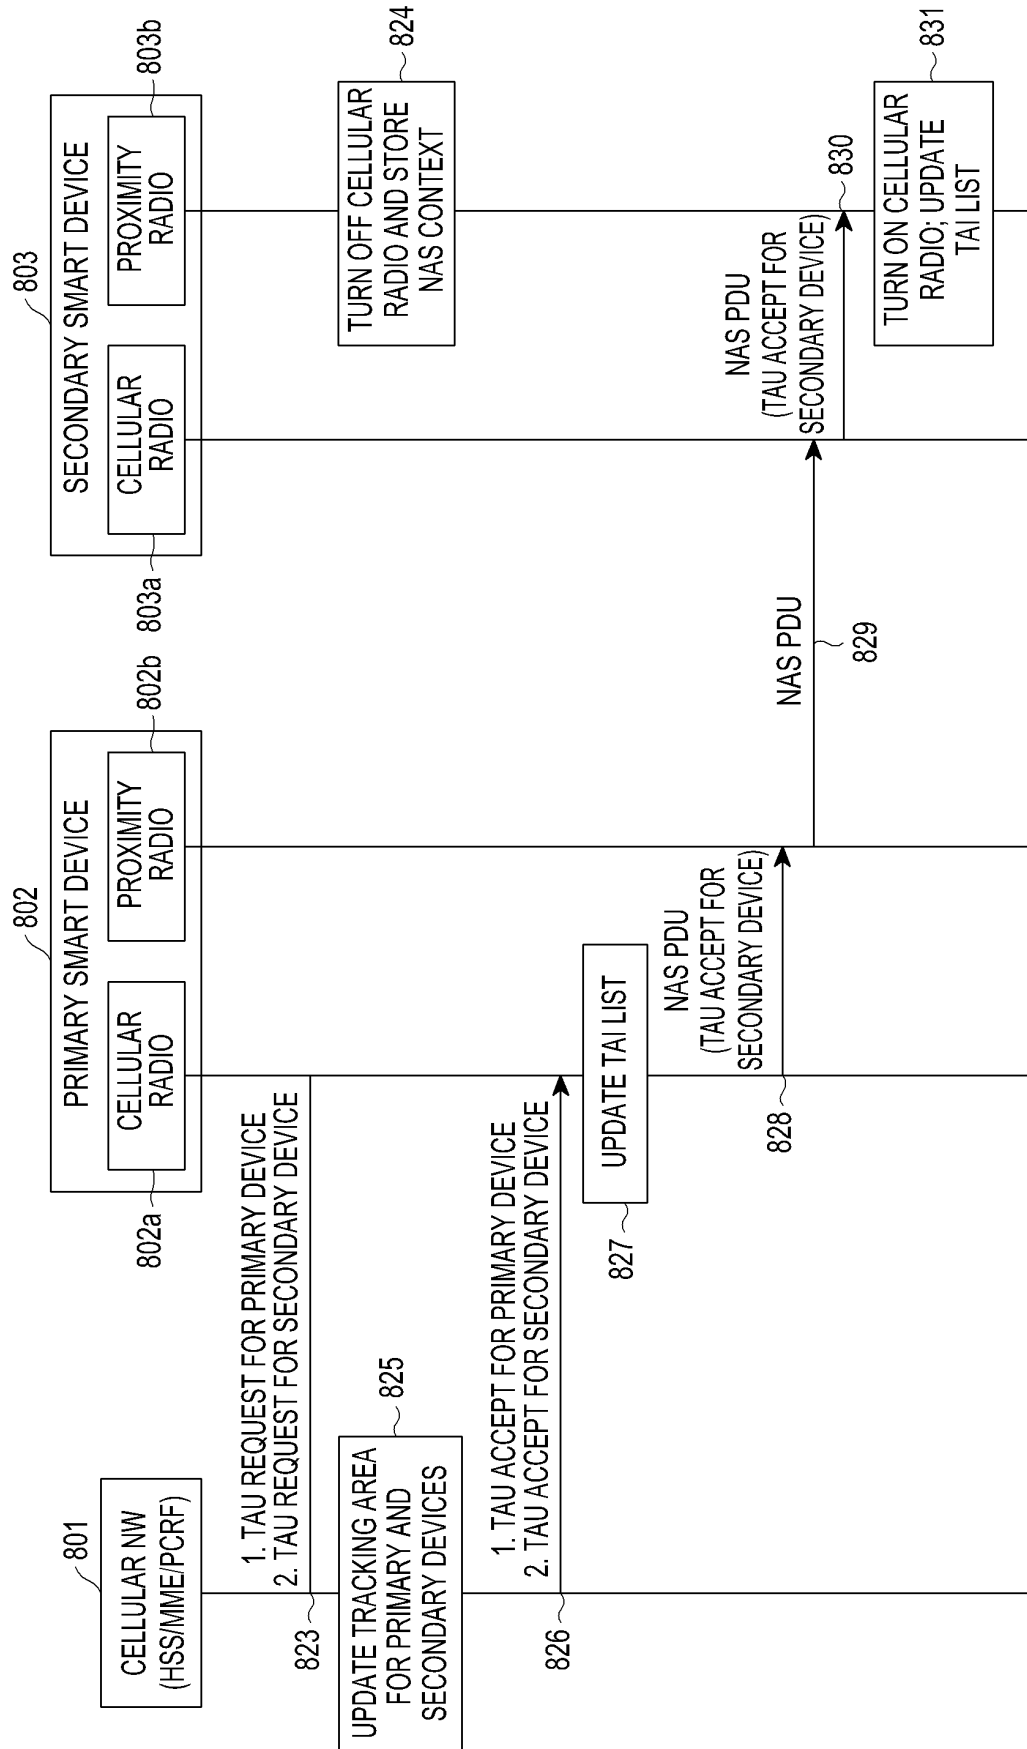 801
CELLULAR NW
(HSS/MME/PCRF)
802
PRIMARY SMART DEVICE
CELLULAR
RADIO
802a
PROXIMITY
RADIO
802b
803
SECONDARY SMART DEVICE
CELLULAR
RADIO
803a
PROXIMITY
RADIO
803b
1. TAU REQUEST FOR PRIMARY DEVICE
2. TAU REQUEST FOR SECONDARY DEVICE
823
TURN OFF CELLULAR
RADIO AND STORE
NAS CONTEXT
824
UPDATE TRACKING AREA
FOR PRIMARY AND
SECONDARY DEVICES
825
1. TAU ACCEPT FOR PRIMARY DEVICE
2. TAU ACCEPT FOR SECONDARY DEVICE
826
UPDATE TAI LIST
827
NAS PDU
(TAU ACCEPT FOR
SECONDARY DEVICE)
828
NAS PDU
829
NAS PDU
(TAU ACCEPT FOR
SECONDARY DEVICE)
830
TURN ON CELLULAR
RADIO; UPDATE
TAI LIST
831